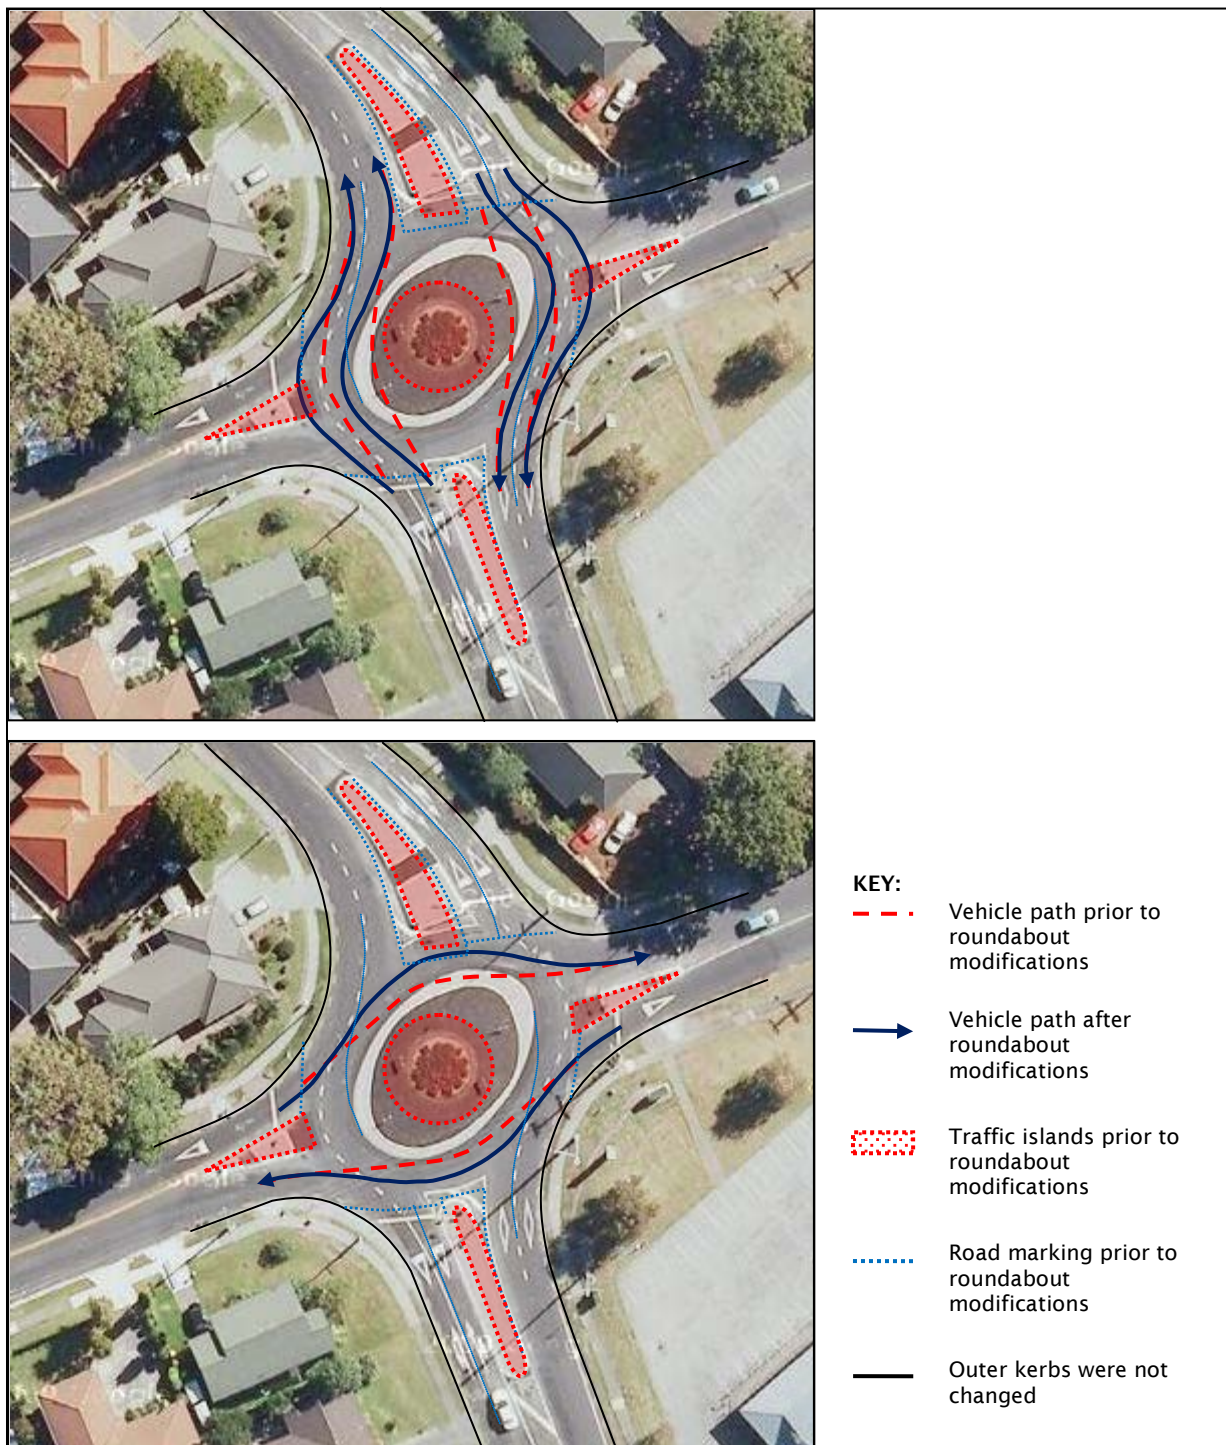 KEY:
Vehicle path prior to
roundabout
modifications
Vehicle path after
roundabout
modifications
Traffic islands prior to
roundabout
modifications
Road marking prior to
roundabout
modifications
Outer kerbs were not
changed